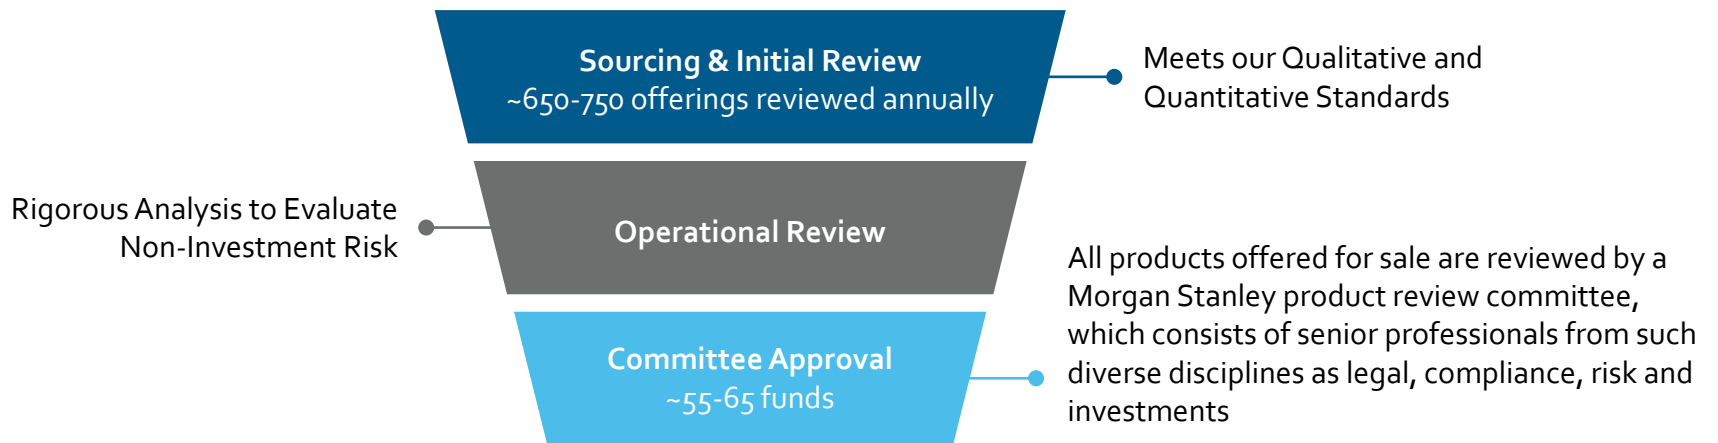 Sourcing & Initial Review
~650-750 offerings reviewed annually
Meets our Qualitative and
Quantitative Standards
Rigorous Analysis to Evaluate
Non-Investment Risk
Operational Review
Committee Approval
~55-65 funds
All products offered for sale are reviewed by a
Morgan Stanley product review committee,
which consists of senior professionals from such
diverse disciplines as legal, compliance, risk and
investments